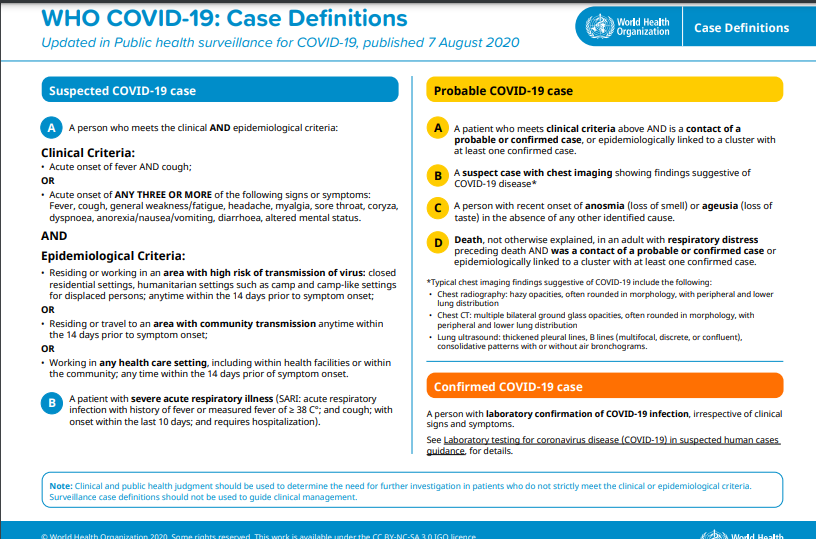 WHO COVID-19: Case Definitions
Updated in Public health surveillance for COVID-19, published 7 August 2020
World Health
Organization
Case Definitions
Suspected COVID-19 case
A
A person who meets the clinical AND epidemiological criteria:
Clinical Criteria:
• Acute onset of fever AND cough;
OR
• Acute onset of ANY THREE OR MORE of the following signs or symptoms:
Fever, cough, general weakness/fatigue, headache, myalgia, sore throat, coryza,
dyspnoea, anorexia/nausea/vomiting, diarrhoea, altered mental status.
AND
Epidemiological Criteria:
• Residing or working in an area with high risk of transmission of virus: closed
residential settings, humanitarian settings such as camp and camp-like settings
for displaced persons; anytime within the 14 days prior to symptom onset;
OR
• Residing or travel to an area with community transmission anytime within
the 14 days prior to symptom onset;
OR
• Working in any health care setting, including within health facilities or within
the community; any time within the 14 days prior of symptom onset.
B
A patient with severe acute respiratory illness (SARI: acute respiratory
infection with history of fever or measured fever of ≥ 38 C°; and cough; with
onset within the last 10 days; and requires hospitalization).
Probable COVID-19 case
A
A patient who meets clinical criteria above AND is a contact of a
probable or confirmed case, or epidemiologically linked to a cluster with
at least one confirmed case.
B
A suspect case with chest imaging showing findings suggestive of
COVID-19 disease*
C
A person with recent onset of anosmia (loss of smell) or ageusia (loss of
taste) in the absence of any other identified cause.
D
Death, not otherwise explained, in an adult with respiratory distress
preceding death AND was a contact of a probable or confirmed case or
epidemiologically linked to a cluster with at least one confirmed case.
*Typical chest imaging findings suggestive of COVID-19 include the following:
• Chest radiography: hazy opacities, often rounded in morphology, with peripheral and lower
lung distribution
• Chest CT: multiple bilateral ground glass opacities, often rounded in morphology, with
peripheral and lower lung distribution
• Lung ultrasound: thickened pleural lines, B lines (multifocal, discrete, or confluent),
consolidative patterns with or without air bronchograms.
Confirmed COVID-19 case
A person with laboratory confirmation of COVID-19 infection, irrespective of clinical
signs and symptoms.
See Laboratory testing for coronavirus disease (COVID-19) in suspected human cases
guidance, for details.
Note: Clinical and public health judgment should be used to determine the need for further investigation in patients who do not strictly meet the clinical or epidemiological criteria.
Surveillance case definitions should not be used to guide clinical management.
© World Health Organization 2020. Some rights reserved. This work is available under the CC BY-NC-SA 3.0 IGO licence
World Health